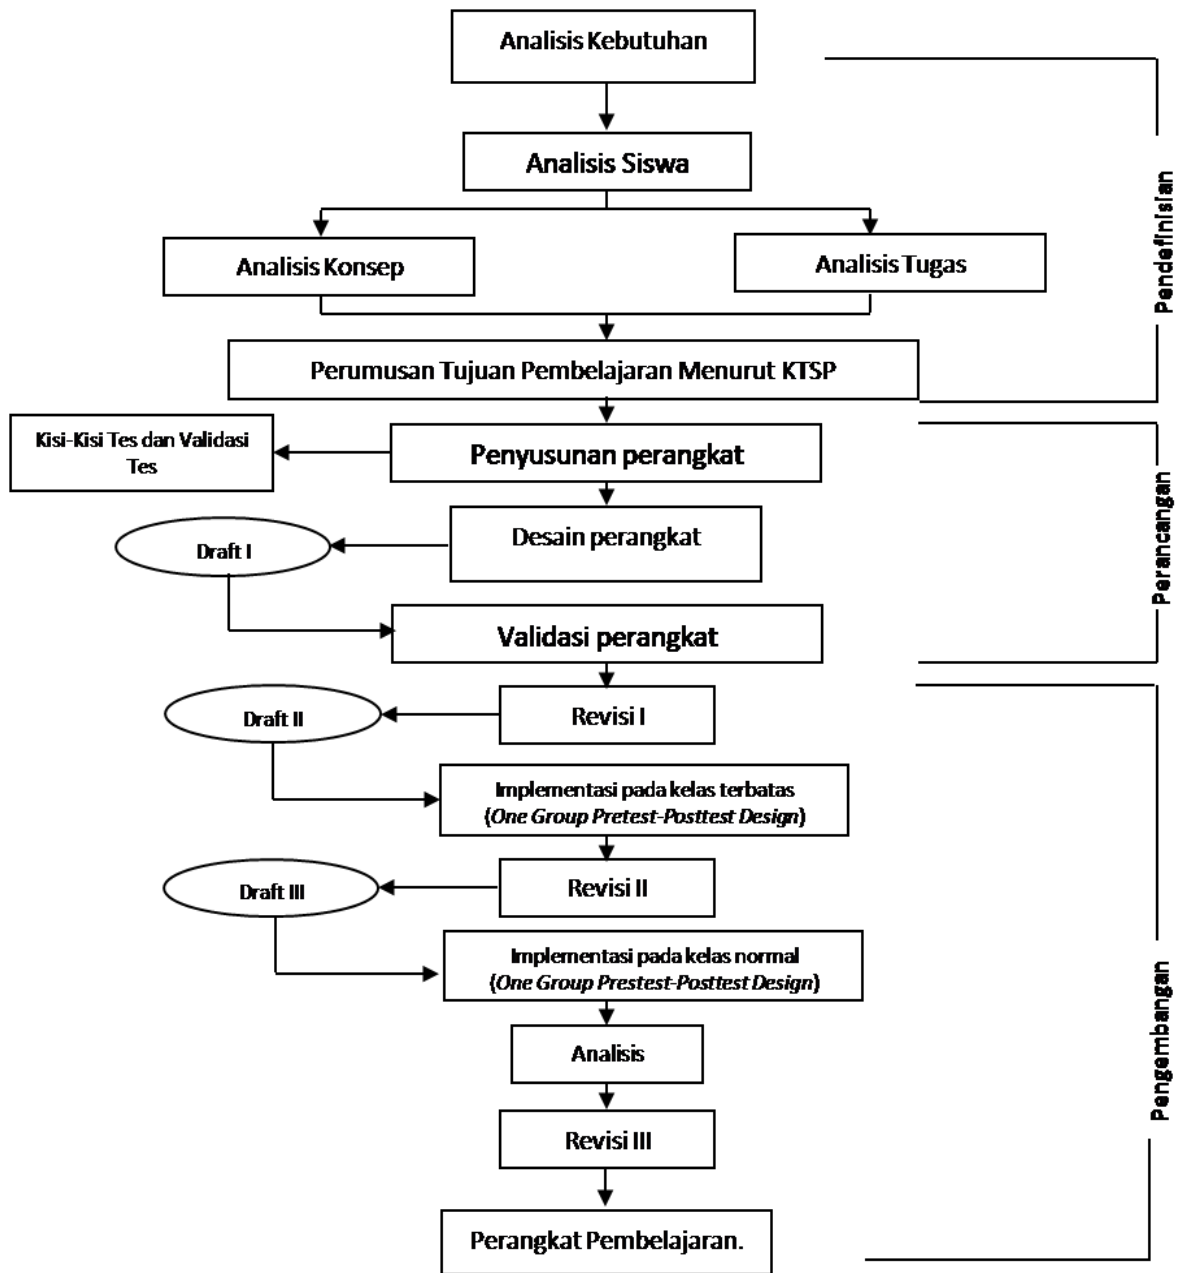 Analisis Kebutuhan
Analisis Siswa
Analisis Konsep
Analisis Tugas
Perumusan Tujuan Pembelajaran Menurut KTSP
Pendefinisian
Kisi-Kisi Tes dan Validasi
Tes
Penyusunan perangkat
Desain perangkat
Draft I
Validasi perangkat
Perancangan
Draft II
Revisi I
Implementasi pada kelas terbatas
(One Group Pretest-Posttest Design)
Draft III
Revisi II
Implementasi pada kelas normal
(One Group Prestest-Posttest Design)
Analisis
Revisi III
Perangkat Pembelajaran.
Pengembangan